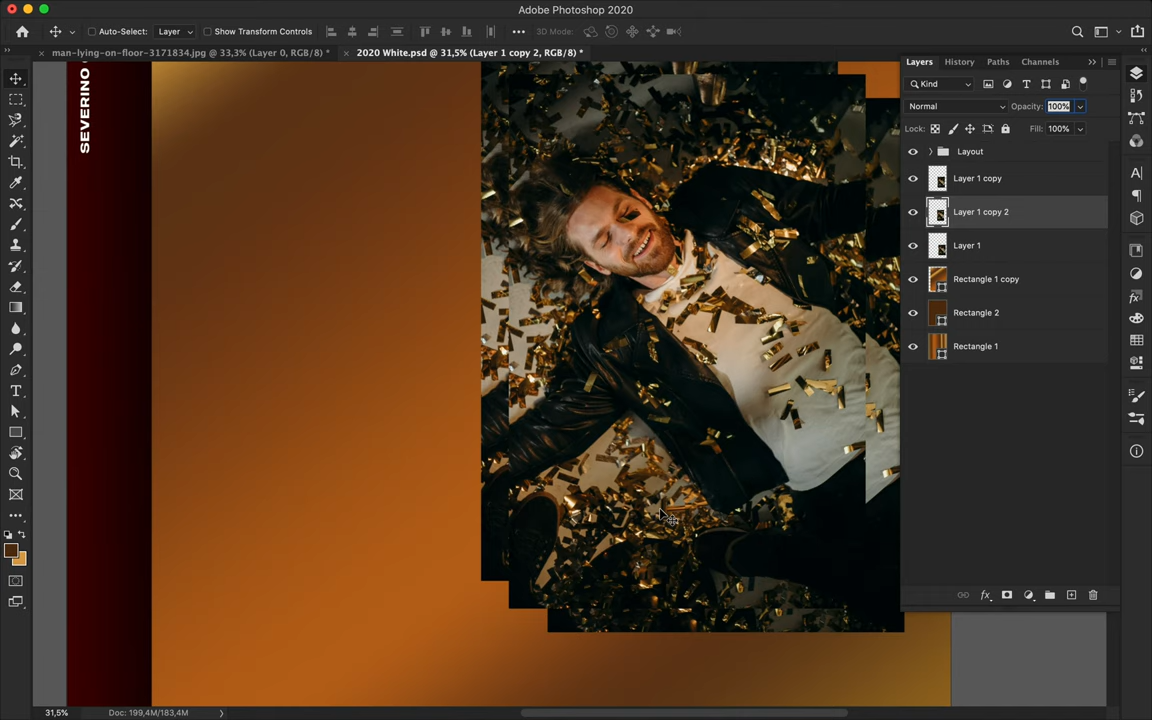 Adobe Photoshop 2020
Auto-Select: Layer Show Transform Controls 3D Mode:
man-lying-on-floor-3171834.jpg @ 33,3% (Layer 0, RGB/8) *
2020 White.psd @ 31,5% (Layer 1 copy 2, RGB/8) *
SEVERINO
Layers History Paths Channels
Kind
Normal Opacity: 100%
Lock: Fill: 100%
Layout
Layer 1 copy
Layer 1 copy 2
Layer 1
Rectangle 1 copy
Rectangle 2
Rectangle 1
31,5% Doc: 199,4M/183,4M